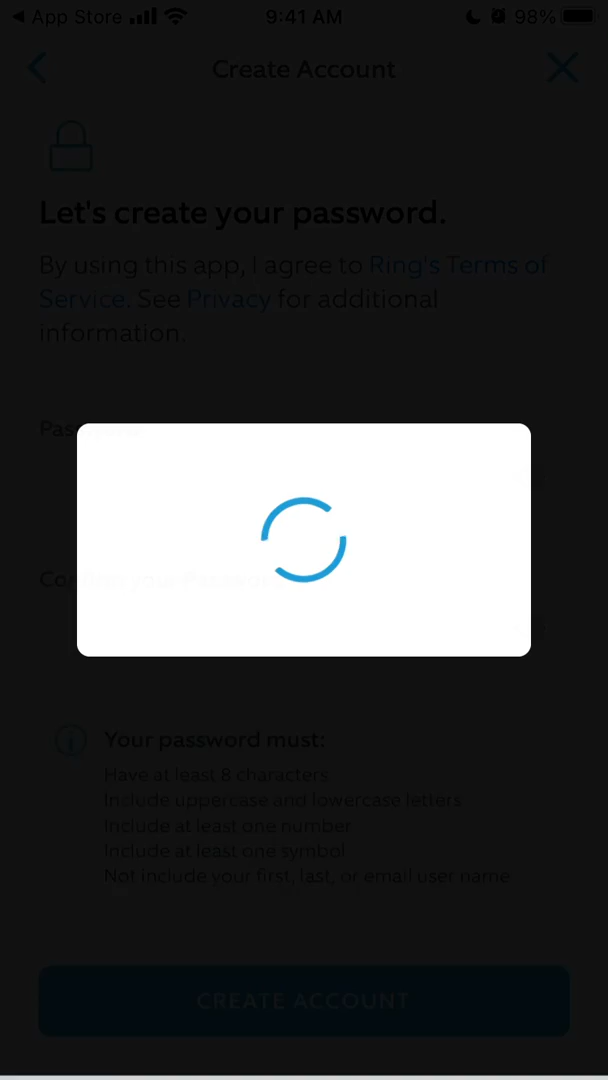 App Store 9:41 AM 98%
Create Account
Let's create your password.
By using this app, I agree to Ring's Terms of
Service. See Privacy for additional
information.
Your password must:
Have at least 8 characters
Include uppercase and lowercase letters
Include at least one number
Include at least one symbol
Not include your first, last, or email user name
CREATE ACCOUNT